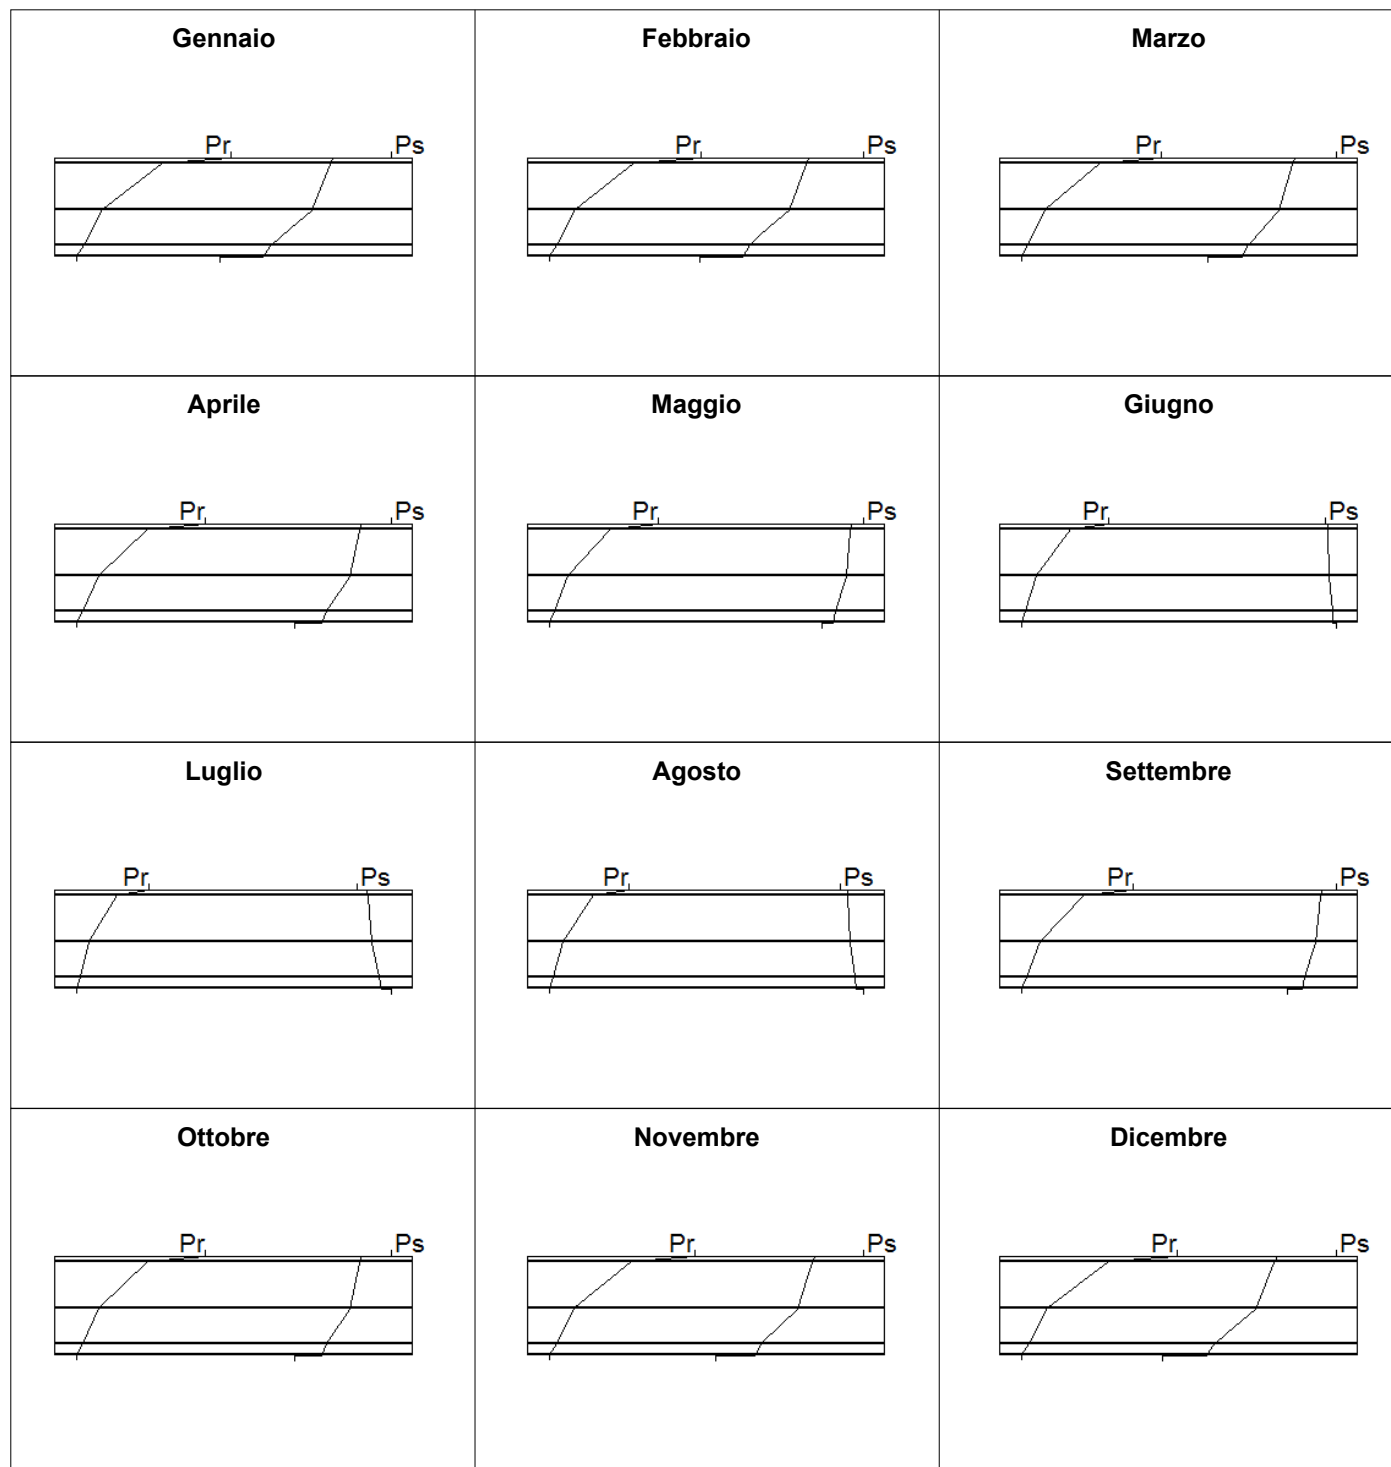 Gennaio Febbraio Marzo
Pr Ps Pr Ps Pr Ps
Aprile Maggio Giugno
Pr Ps Pr Ps Pr Ps
Luglio Agosto Settembre
Pr Ps Pr Ps Pr Ps
Ottobre Novembre Dicembre
Pr Ps Pr Ps Pr Ps